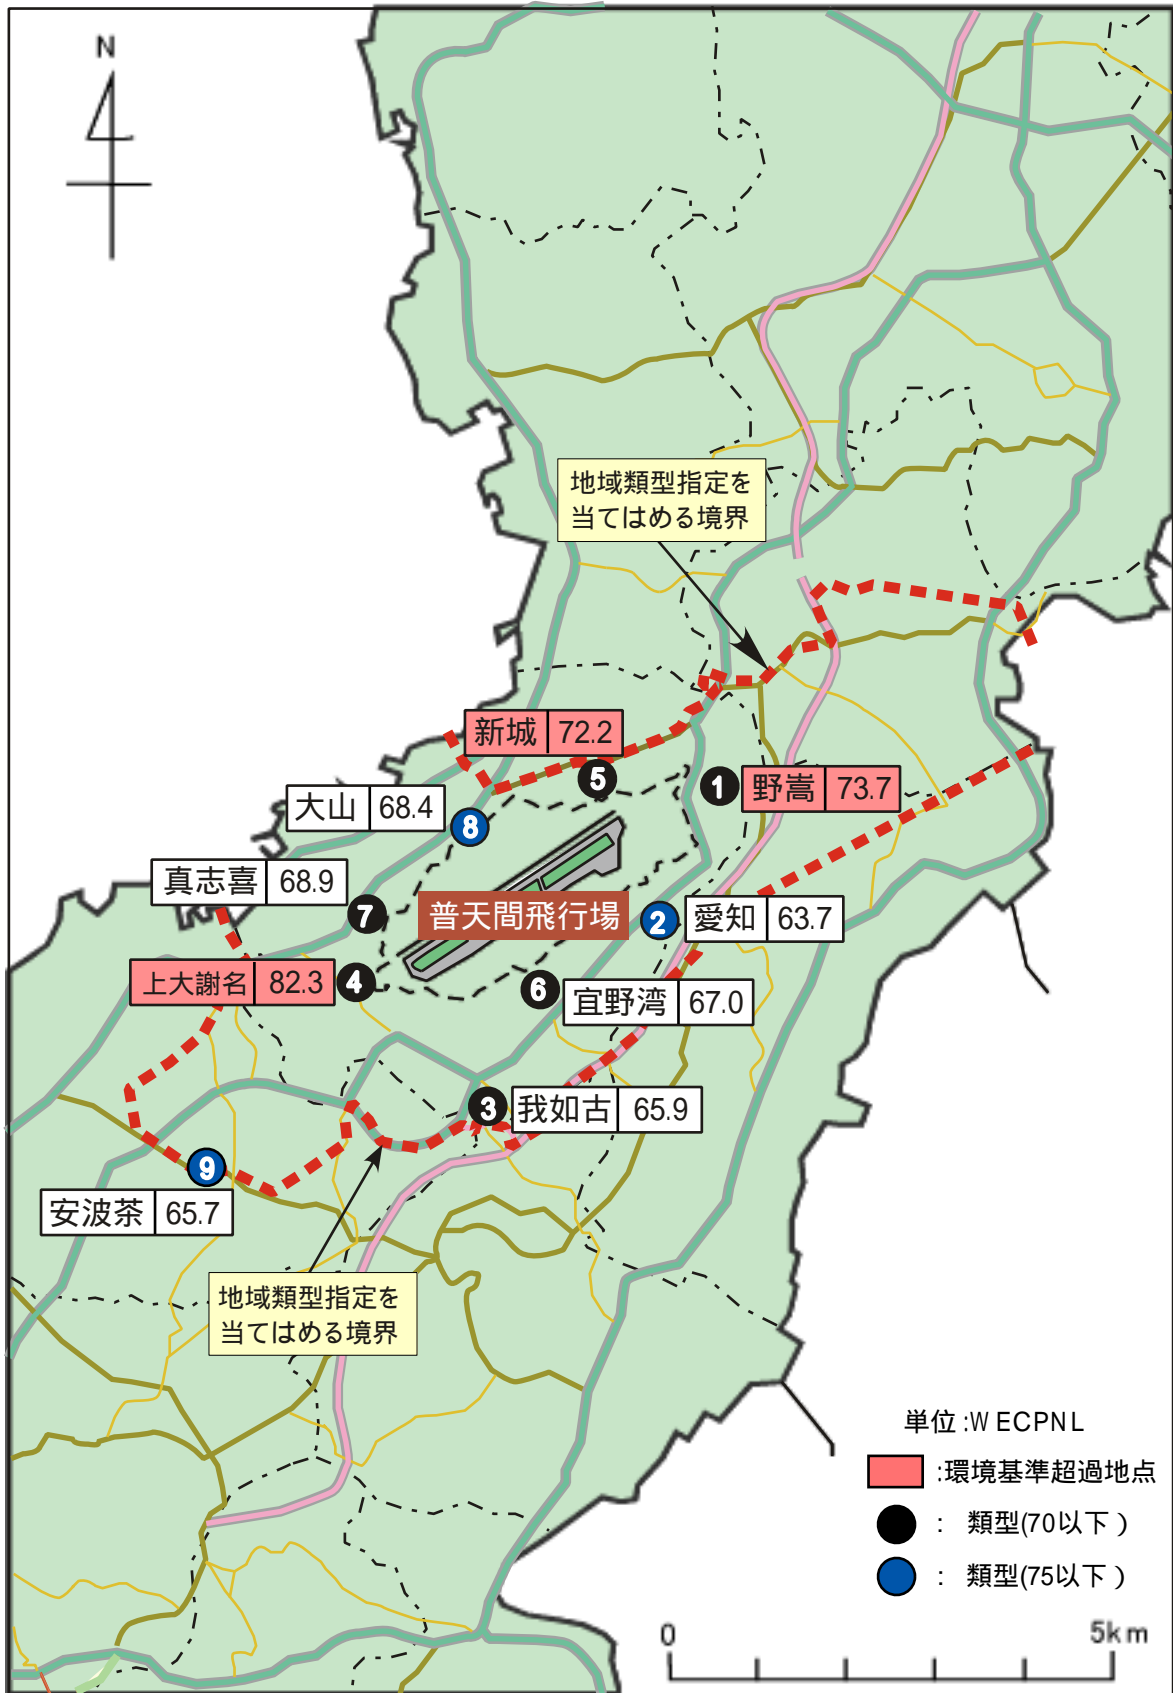 N
地域類型指定を
当てはめる境界
新城 72.2
5
1
野嵩 73.7
大山 68.4
8
真志喜 68.9
7
普天間飛行場
2
愛知 63.7
上大謝名 82.3
4
6
宜野湾 67.0
3
我如古 65.9
9
安波茶 65.7
地域類型指定を
当てはめる境界
単位:WECPNL
:環境基準超過地点
: 類型(70以下)
: 類型(75以下)
0 5km